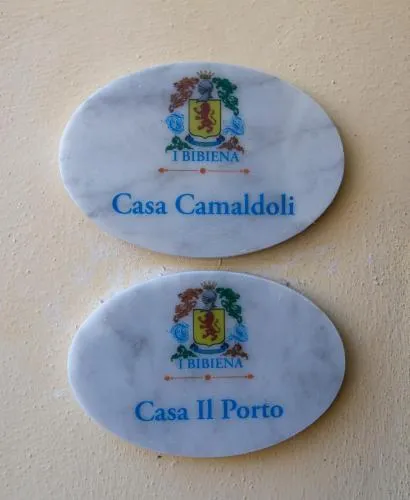 I BIBIENA
Casa Camaldoli
I BIBIENA
Casa Il Porto